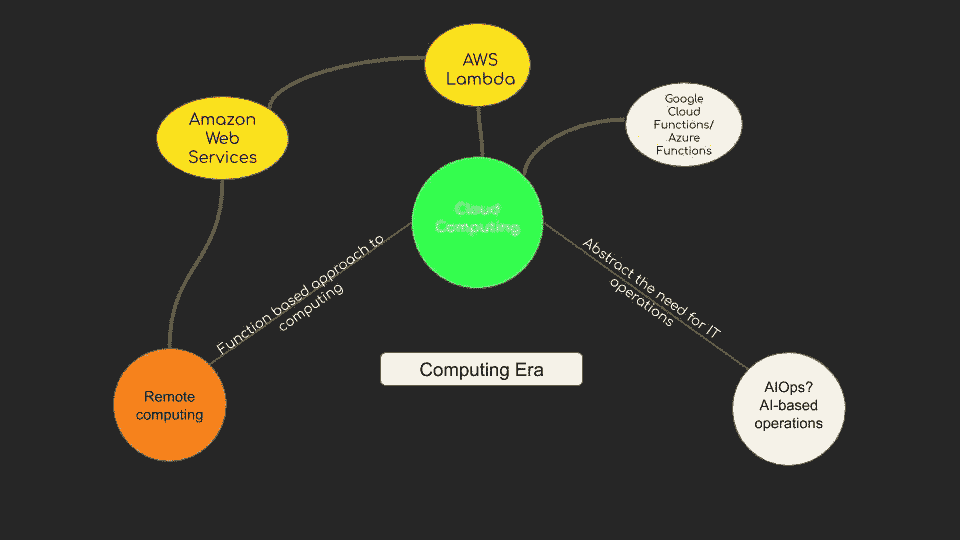 AWS
Lambda
Amazon
Web
Services
Google
Cloud
Functions/
Azure
Functions
Cloud
Computing
Function based approach to
computing
Abstract the need for IT
operations
Computing Era
Remote
computing
AIOps?
AI-based
operations